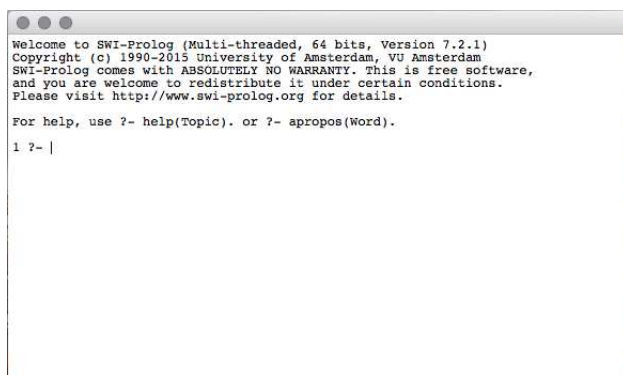 Welcome to SWI-Prolog (Multi-threaded, 64 bits, Version 7.2.1)
Copyright (c) 1990-2015 University of Amsterdam, VU Amsterdam
SWI-Prolog comes with ABSOLUTELY NO WARRANTY. This is free software,
and you are welcome to redistribute it under certain conditions.
Please visit http://www.swi-prolog.org for details.
For help, use ?- help(Topic). or ?- apropos(Word).
1 ?-